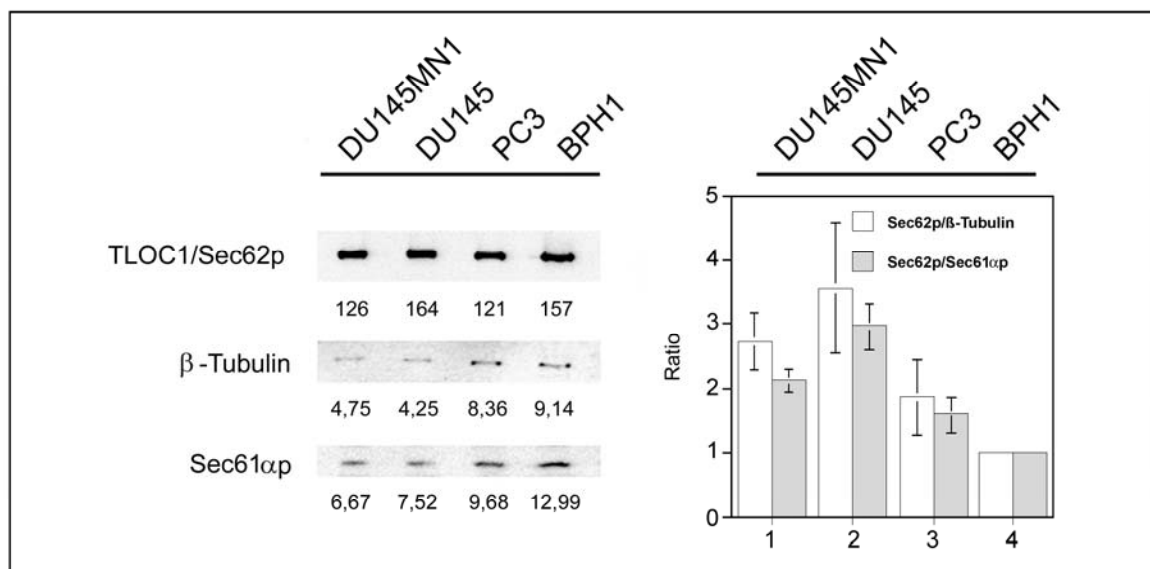 DU145MN1
DU145
PC3
BPH1
TLOC1/Sec62p
126 164 121 157
β-Tubulin
4,75 4,25 8,36 9,14
Sec61αp
6,67 7,52 9,68 12,99
DU145MN1
DU145
PC3
BPH1
5
4
3
2
1
0
Ratio
Sec62p/ß-Tubulin
Sec62p/Sec61αp
1 2 3 4